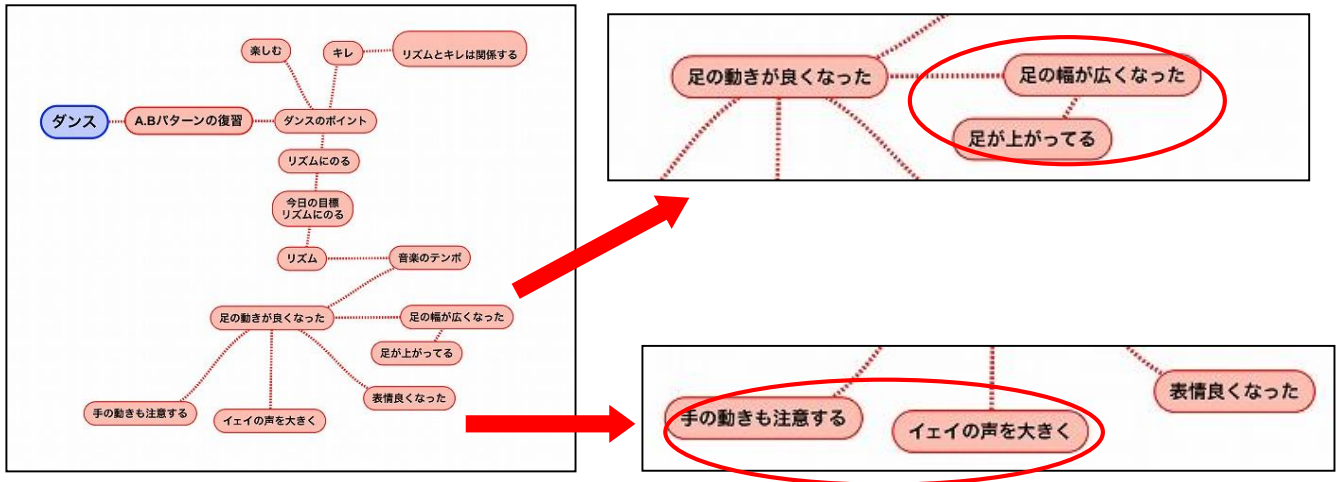 楽しむ
キレ
リズムとキレは関係する
ダンス
A.Bパターンの復習
ダンスのポイント
リズムにのる
今日の目標
リズムにのる
リズム
音楽のテンポ
足の動きが良くなった
足の幅が広くなった
足が上がってる
表情良くなった
手の動きも注意する
イェイの声を大きく
足の動きが良くなった
足の幅が広くなった
足が上がってる
表情良くなった
手の動きも注意する
イェイの声を大きく